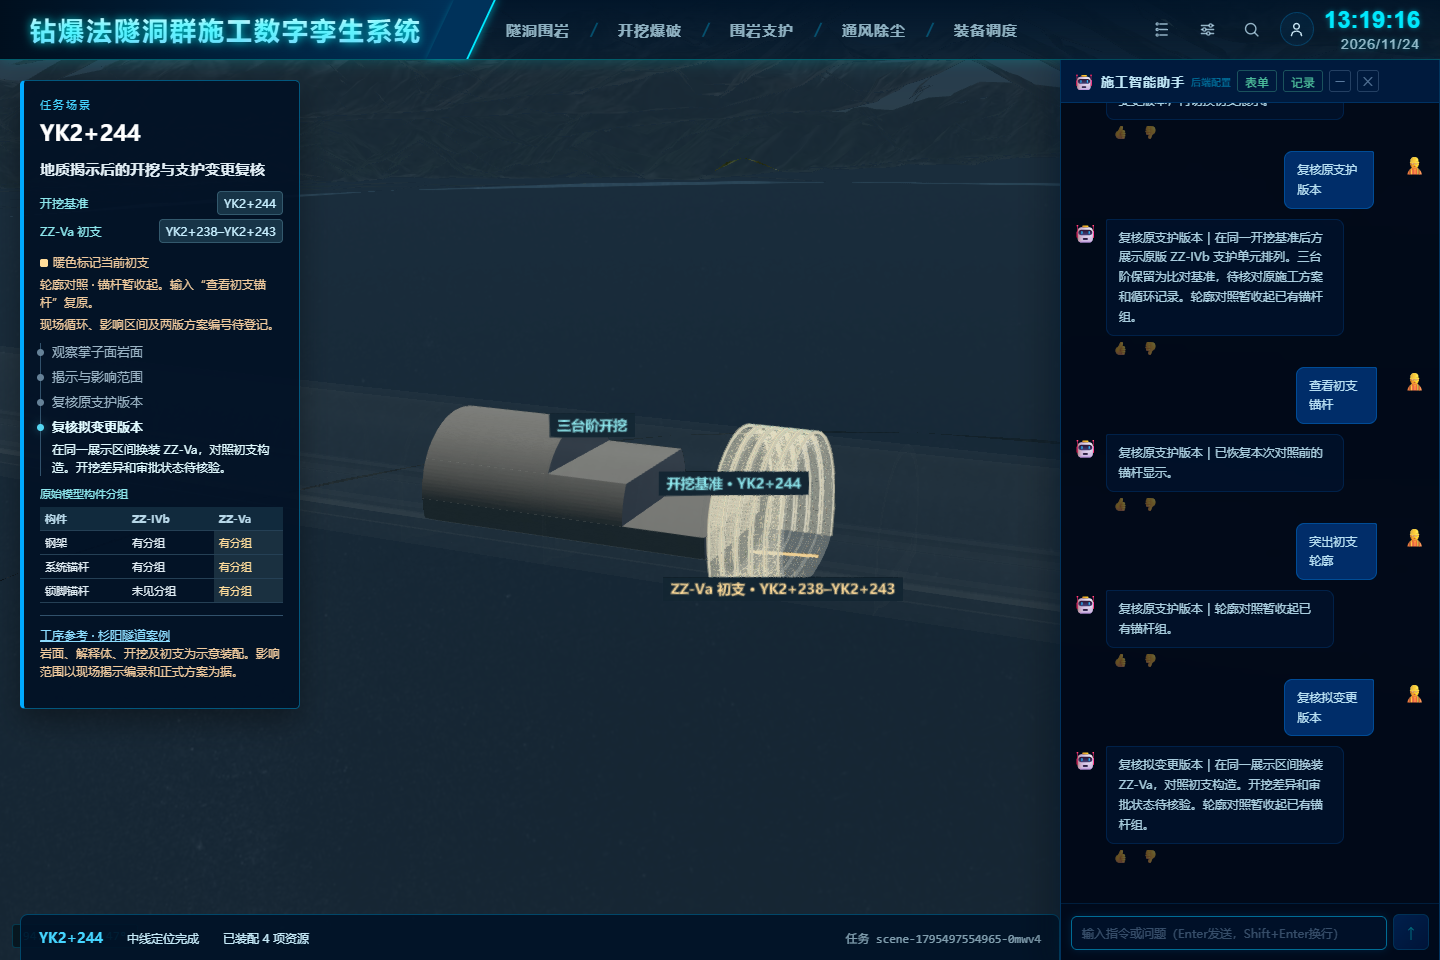 钻爆法隧洞群施工数字孪生系统
隧洞围岩 / 开挖爆破 / 围岩支护 / 通风除尘 / 装备调度
13:19:16
2026/11/24
任务场景
YK2+244
地质揭示后的开挖与支护变更复核
开挖基准 YK2+244
ZZ-Va 初支 YK2+238—YK2+243
暖色标记当前初支
轮廓对照 · 锚杆暂收起。输入“查看初支锚
杆”复原。
现场循环、影响区间及两版方案编号待登记。
观察掌子面岩面
揭示与影响范围
复核原支护版本
复核拟变更版本
在同一展示区间换装 ZZ-Va，对照初支构
造。开挖差异和审批状态待核验。
原始模型构件分组
构件 ZZ-IVb ZZ-Va
钢架 有分组 有分组
系统锚杆 有分组 有分组
锁脚锚杆 未见分组 有分组
工序参考 · 杉阳隧道案例
岩面、解释体、开挖及初支为示意装配。影响
范围以现场揭示编录和正式方案为据。
三台阶开挖
开挖基准 • YK2+244
ZZ-Va 初支 • YK2+238—YK2+243
YK2+244 中线定位完成 已装配 4 项资源
任务 scene-1795497554965-0mwv4
施工智能助手 后端配置 表单 记录
复核原支护
版本
复核原支护版本 | 在同一开挖基准后方
展示原版 ZZ-IVb 支护单元排列。三台
阶保留为比对基准，待核对原施工方案
和循环记录。轮廓对照暂收起已有锚杆
组。
查看初支
锚杆
复核原支护版本 | 已恢复本次对照前的
锚杆显示。
突出初支
轮廓
复核原支护版本 | 轮廓对照暂收起已
有锚杆组。
复核拟变更
版本
复核拟变更版本 | 在同一展示区间换装
ZZ-Va，对照初支构造。开挖差异和审
批状态待核验。轮廓对照暂收起已有锚
杆组。
输入指令或问题（Enter发送，Shift+Enter换行）